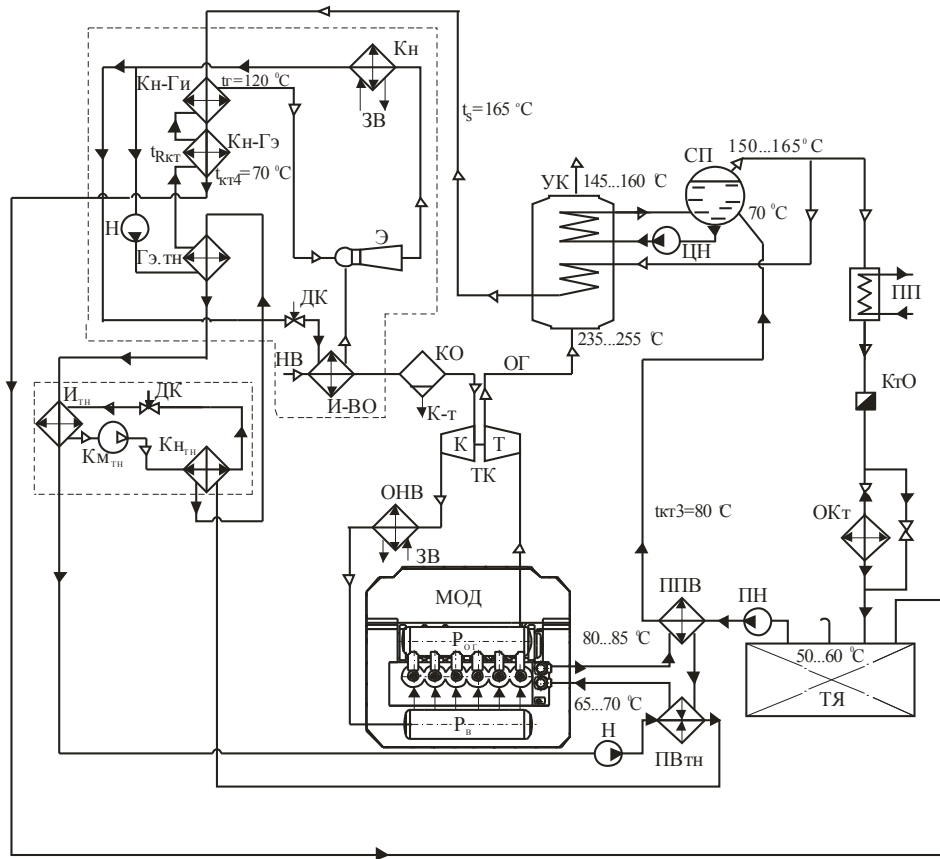 Кн
Кн-Ги
tг=120 °С
ЗВ
ts=165 °С
Кн-Гэ
tRкт
tкт4=70 °С
СП
150...165° С
УК
145...160 °С
70 °С
Н
Э
ЦН
Гэ.тн
ПП
ДК
235...255 °С
НВ
КО
ОГ
КтО
И-ВО
К-т
Итн
ДК
Кнтн
Кмтн
К
Т
ТК
ОНВ
tкт3=80 °С
ОКт
ЗВ
МОД
ППВ
ПН
Рог
80...85 °С
50...60 °С
65...70 °С
ТЯ
Рв
Н
ПВтн